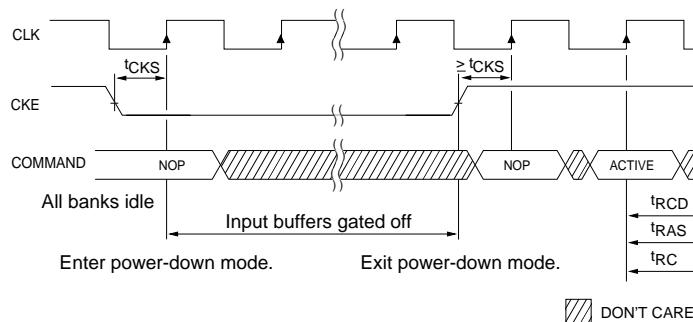 CLK
tCKS
≥ tCKS
CKE
COMMAND
NOP
NOP
ACTIVE
All banks idle
tRCD
Input buffers gated off
tRAS
Enter power-down mode.
Exit power-down mode.
tRC
DON'T CARE